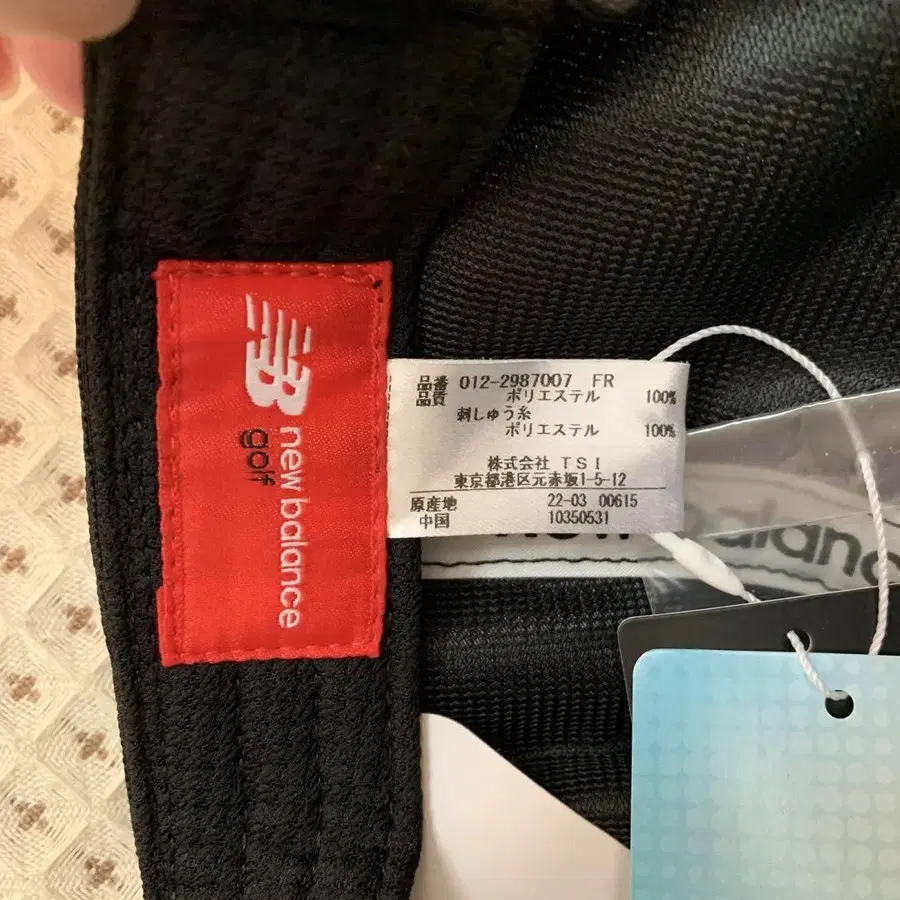 new balance
golf
品番 012-2987007 FR
品質 ポリエステル 100%
刺しゅう糸
ポリエステル 100%
株式会社 TSI
東京都港区元赤坂1-5-12
原産地 22-03 00615
中国 10350531